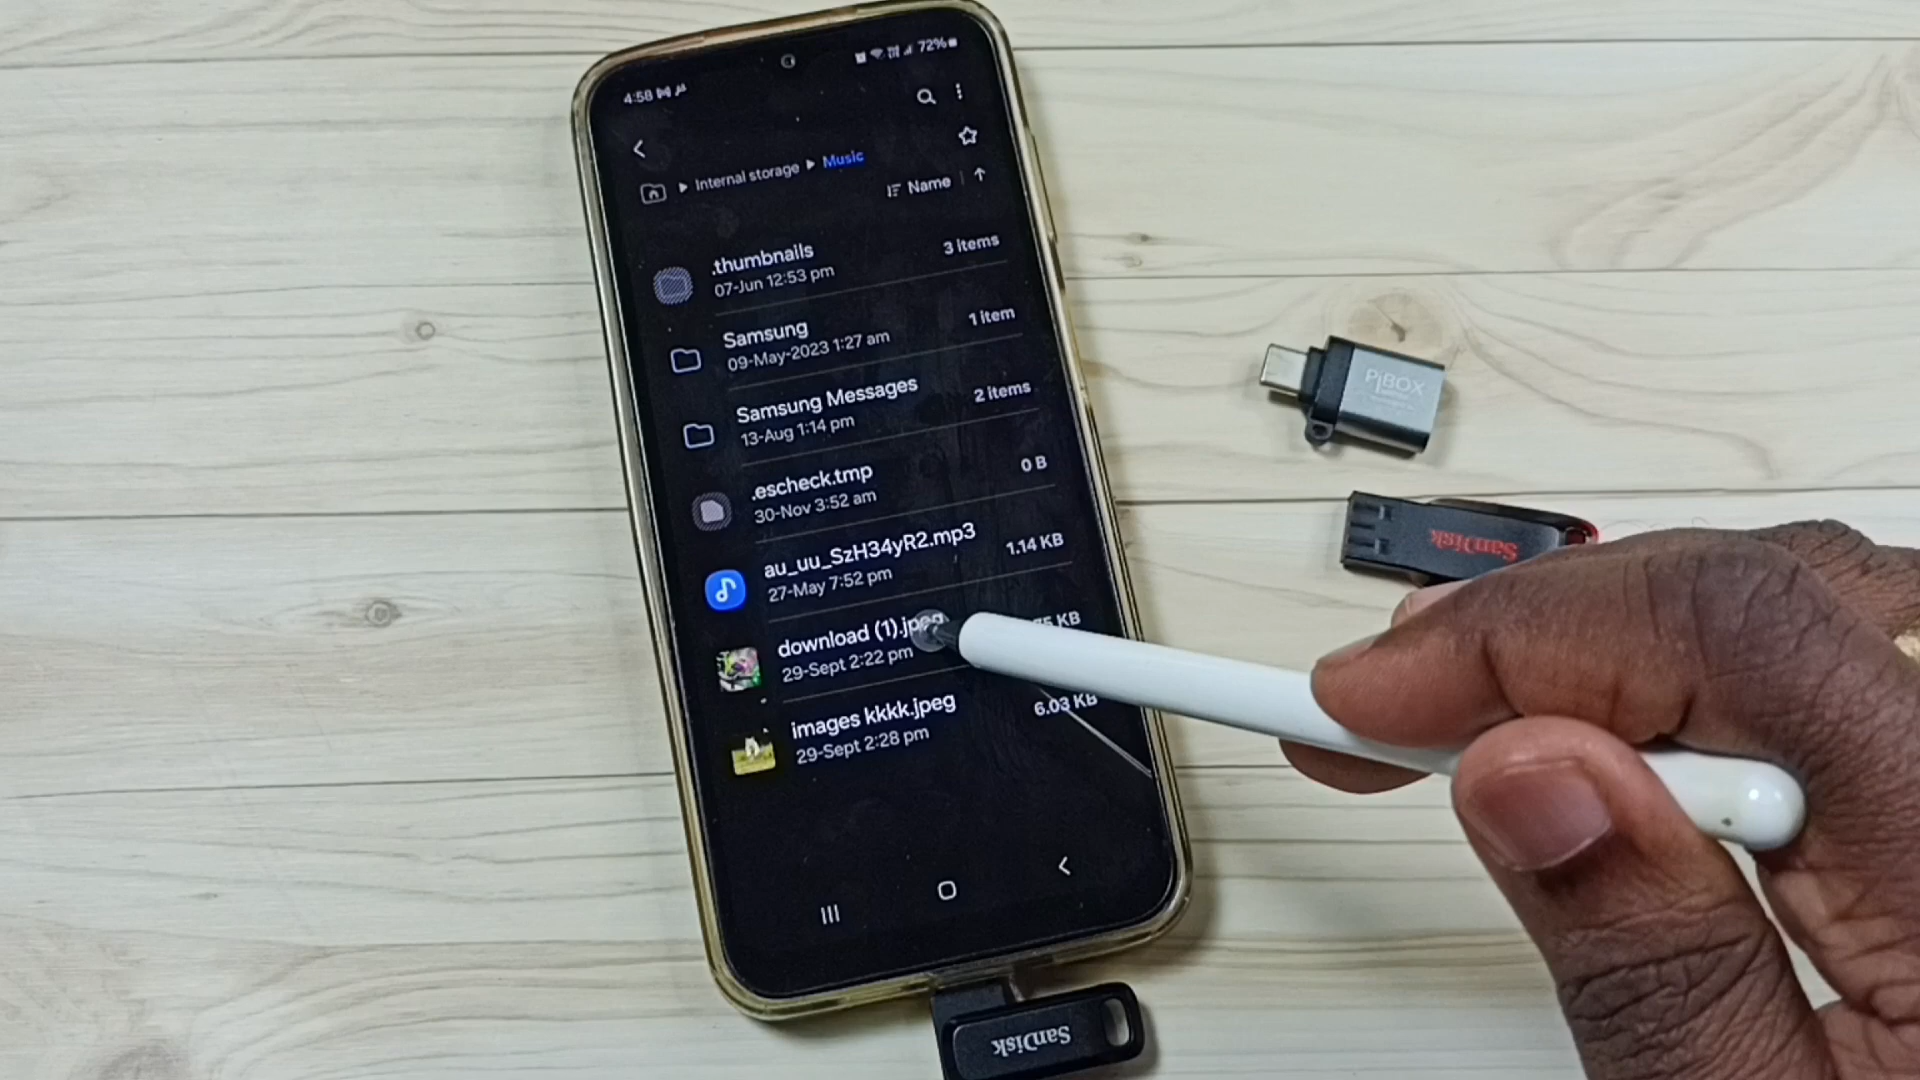 4:58
72%
Internal storage
Music
Name
.thumbnails
3 items
07-Jun 12:53 pm
Samsung
1 item
09-May-2023 1:27 am
Samsung Messages
2 items
13-Aug 1:14 pm
.escheck.tmp
0 B
30-Nov 3:52 am
au_uu_SzH34yR2.mp3
1.14 KB
27-May 7:52 pm
download (1).jpeg
KB
29-Sept 2:22 pm
images kkkk.jpeg
6.03 KB
29-Sept 2:28 pm
PiBOX
SanDisk
SanDisk